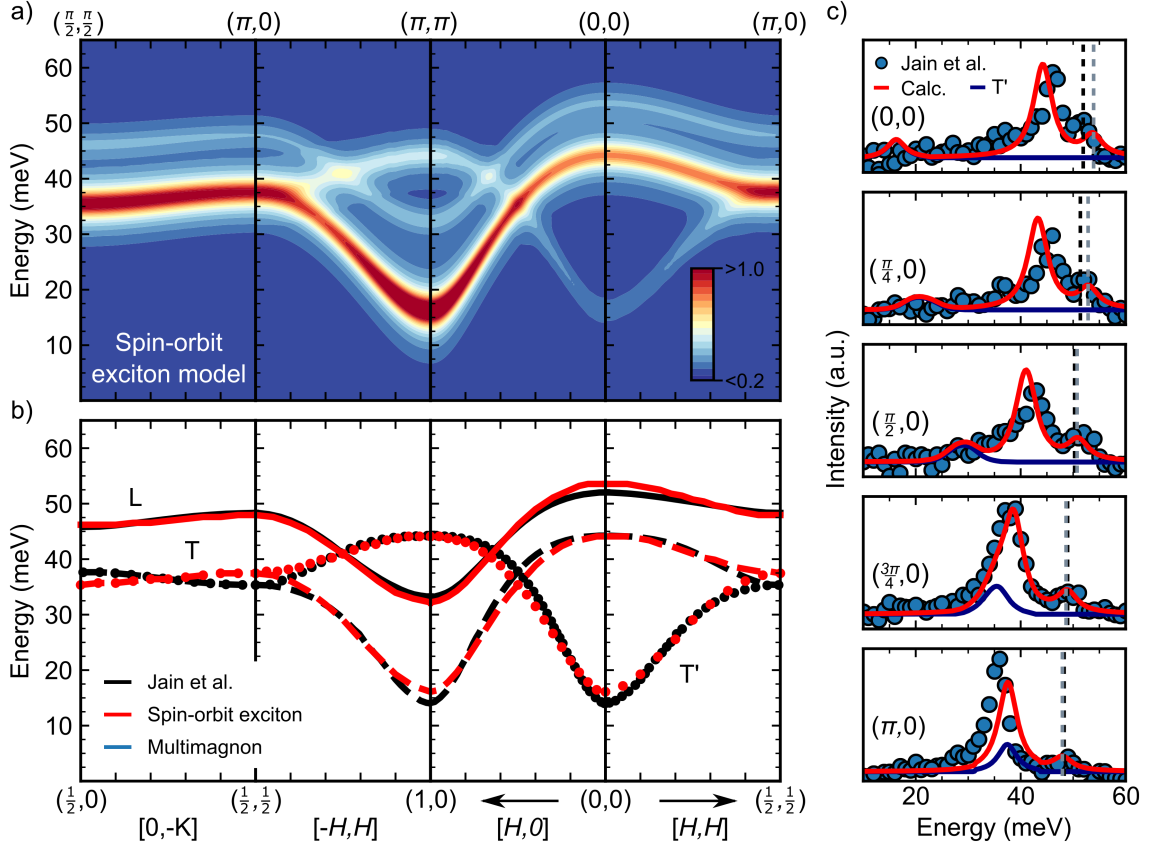 a)
(π/2,π/2) (π,0) (π,π) (0,0) (π,0)
Energy (meV)
60
50
40
30
20
10
Spin-orbit
exciton model
>1.0
<0.2
b)
Energy (meV)
60
50
40
30
20
10
L
T
T'
Jain et al.
Spin-orbit exciton
Multimagnon
(1/2,0) (1/2,1/2) (1,0) (0,0) (1/2,1/2)
[0,-K] [-H,H] [H,0] [H,H]
c)
Jain et al.
Calc. T'
(0,0)
(π/4,0)
(π/2,0)
(3π/4,0)
(π,0)
Intensity (a.u.)
20 40 60
Energy (meV)